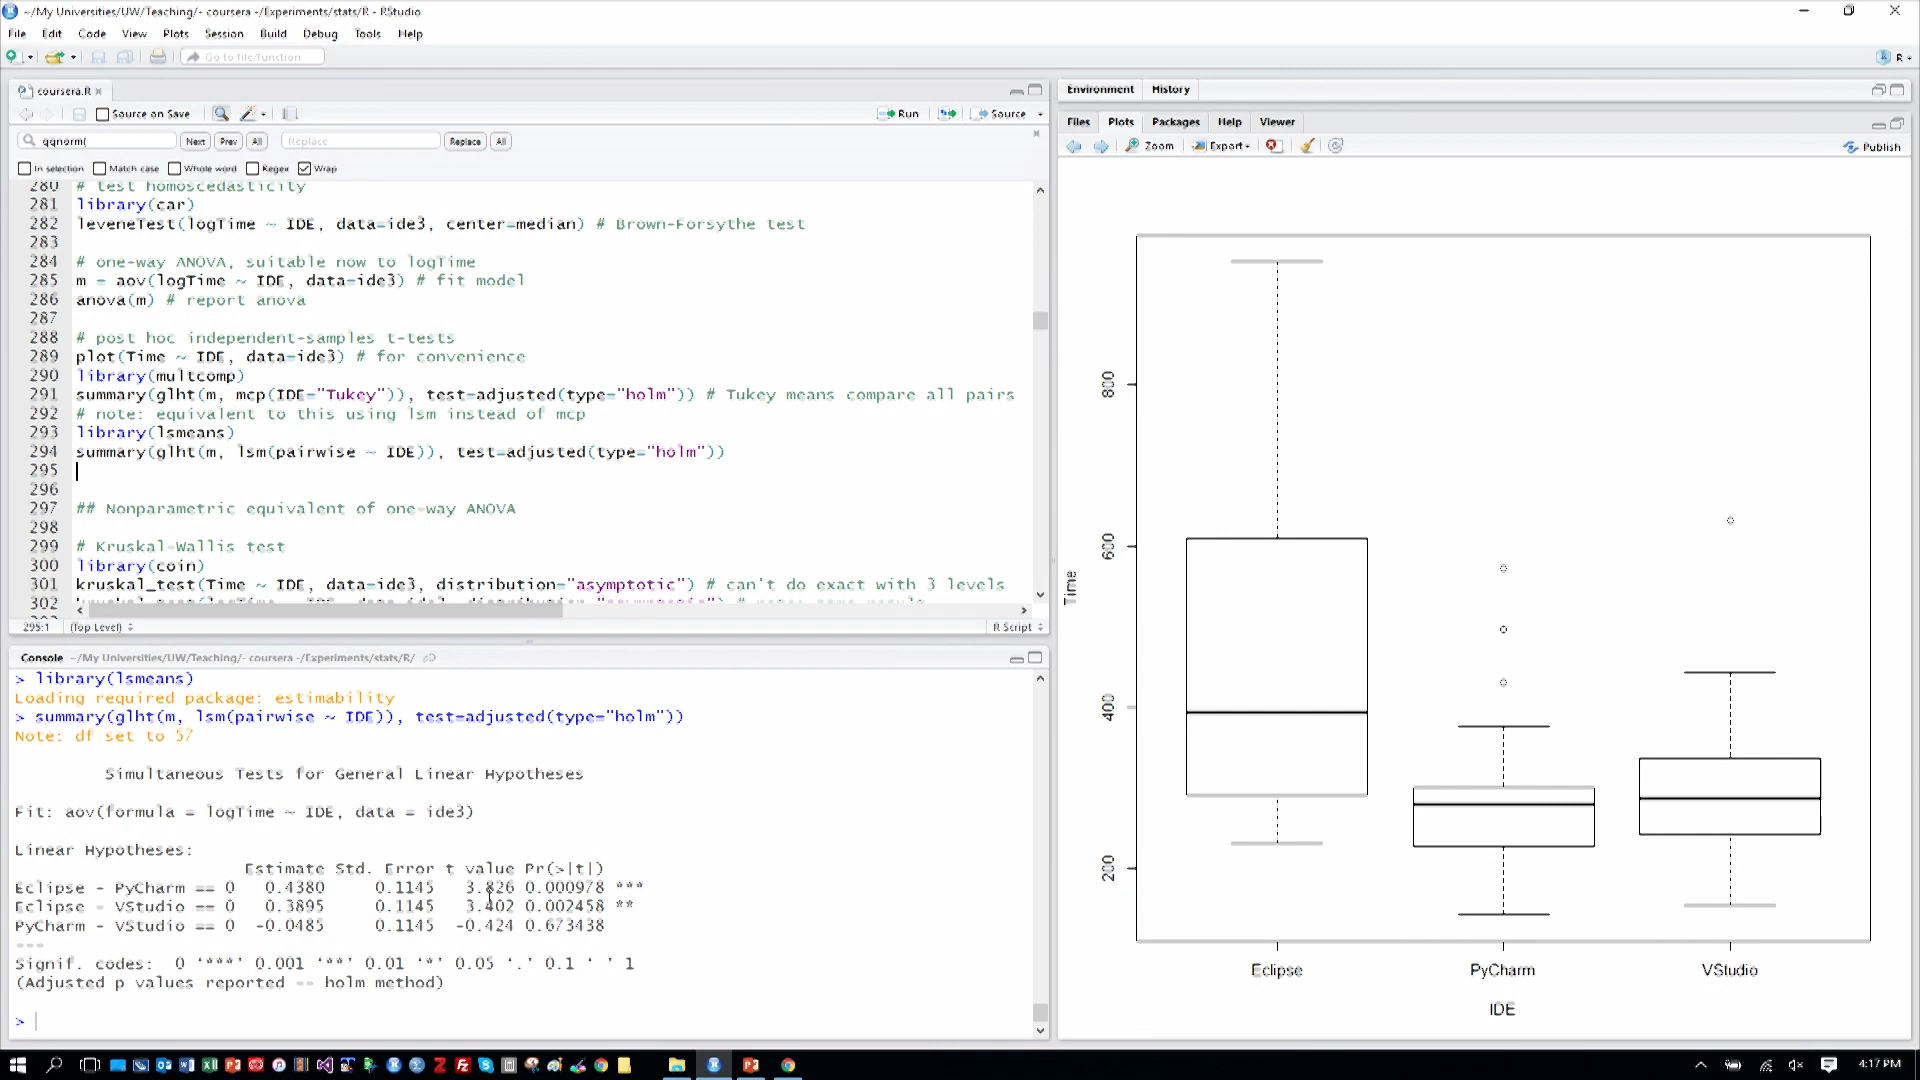 ~/My Universities/UW/Teaching/- coursera -/Experiments/stats/R - RStudio
File Edit Code View Plots Session Build Debug Tools Help
Go to file/function
R
coursera.R
Source on Save
Run
Source
qqnorm(
Next Prev All
Replace
Replace All
In selection Match case Whole word Regex Wrap
280 # test homoscedasticity
281 library(car)
282 leveneTest(logTime ~ IDE, data=ide3, center=median) # Brown-Forsythe test
283
284 # one-way ANOVA, suitable now to logTime
285 m = aov(logTime ~ IDE, data=ide3) # fit model
286 anova(m) # report anova
287
288 # post hoc independent-samples t-tests
289 plot(Time ~ IDE, data=ide3) # for convenience
290 library(multcomp)
291 summary(glht(m, mcp(IDE="Tukey")), test=adjusted(type="holm")) # Tukey means compare all pairs
292 # note: equivalent to this using lsm instead of mcp
293 library(lsmeans)
294 summary(glht(m, lsm(pairwise ~ IDE)), test=adjusted(type="holm"))
295
296
297 ## Nonparametric equivalent of one-way ANOVA
298
299 # Kruskal-Wallis test
300 library(coin)
301 kruskal_test(Time ~ IDE, data=ide3, distribution="asymptotic") # can't do exact with 3 levels
302
295:1 (Top Level) R Script
Console ~/My Universities/UW/Teaching/- coursera -/Experiments/stats/R/
> library(lsmeans)
Loading required package: estimability
> summary(glht(m, lsm(pairwise ~ IDE)), test=adjusted(type="holm"))
Note: df set to 57
Simultaneous Tests for General Linear Hypotheses
Fit: aov(formula = logTime ~ IDE, data = ide3)
Linear Hypotheses:
Estimate Std. Error t value Pr(>|t|)
Eclipse - PyCharm == 0 0.4380 0.1145 3.826 0.000978 ***
Eclipse - VStudio == 0 0.3895 0.1145 3.402 0.002458 **
PyCharm - VStudio == 0 -0.0485 0.1145 -0.424 0.673438
---
Signif. codes: 0 '***' 0.001 '**' 0.01 '*' 0.05 '.' 0.1 ' ' 1
(Adjusted p values reported -- holm method)
>
Environment History
Files Plots Packages Help Viewer
Zoom Export Publish
Time
800
600
400
200
Eclipse PyCharm VStudio
IDE
4:17 PM